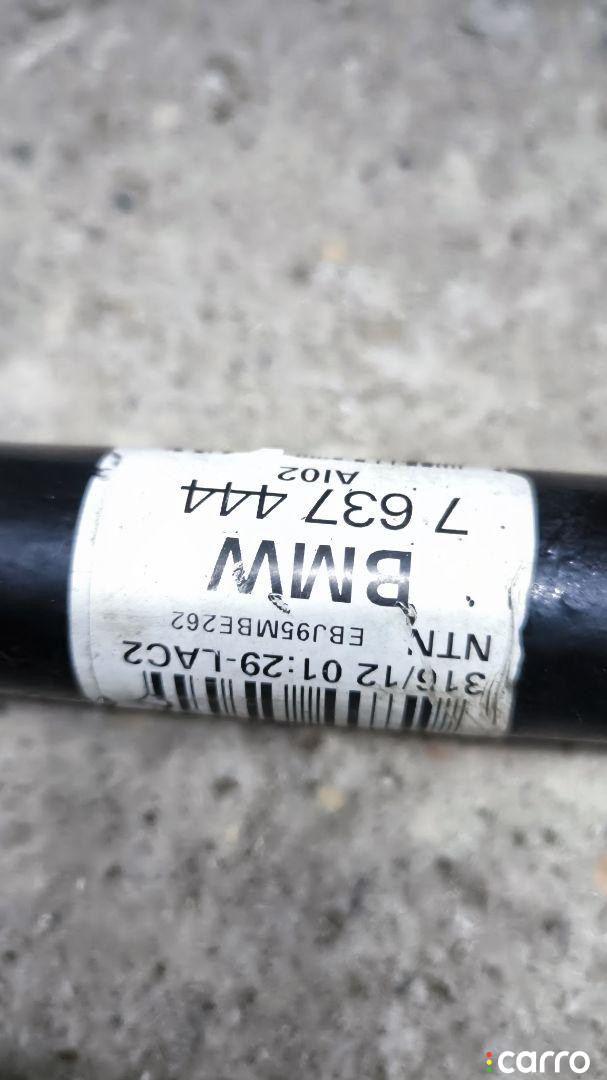 316/12 01:29-LAC2
NTN EBJ95MBE262
BMW
7 637 444
AI02
carro